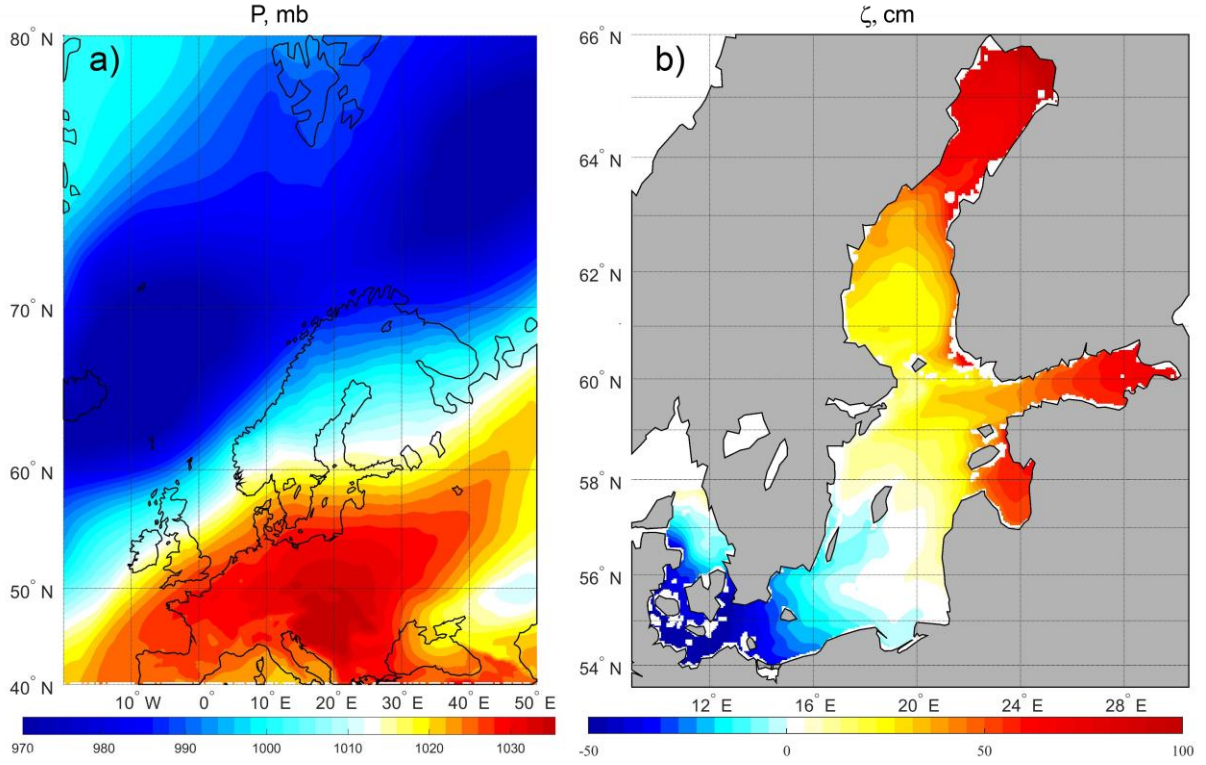 P, mb
a)
80° N
70° N
60° N
50° N
40° N
10° W 0° 10° E 20° E 30° E 40° E 50° E
970 980 990 1000 1010 1020 1030
ζ, cm
b)
66° N
64° N
62° N
60° N
58° N
56° N
54° N
12° E 16° E 20° E 24° E 28° E
-50 0 50 100